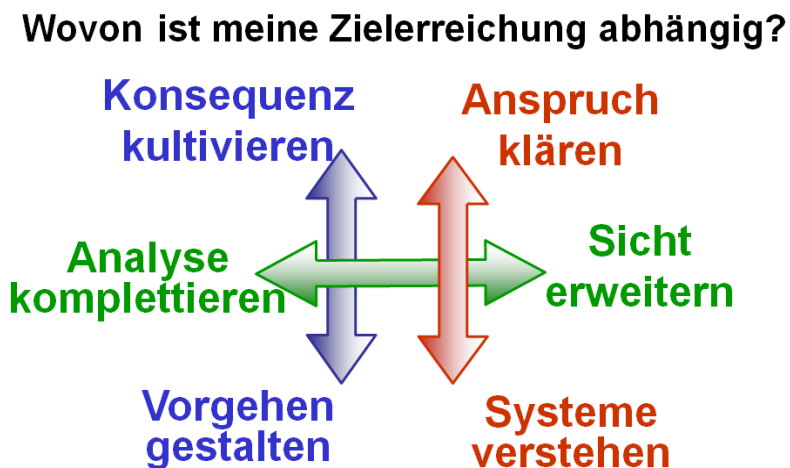 Wovon ist meine Zielerreichung abhängig?
Konsequenz
kultivieren
Anspruch
klären
Analyse
komplettieren
Sicht
erweitern
Vorgehen
gestalten
Systeme
verstehen